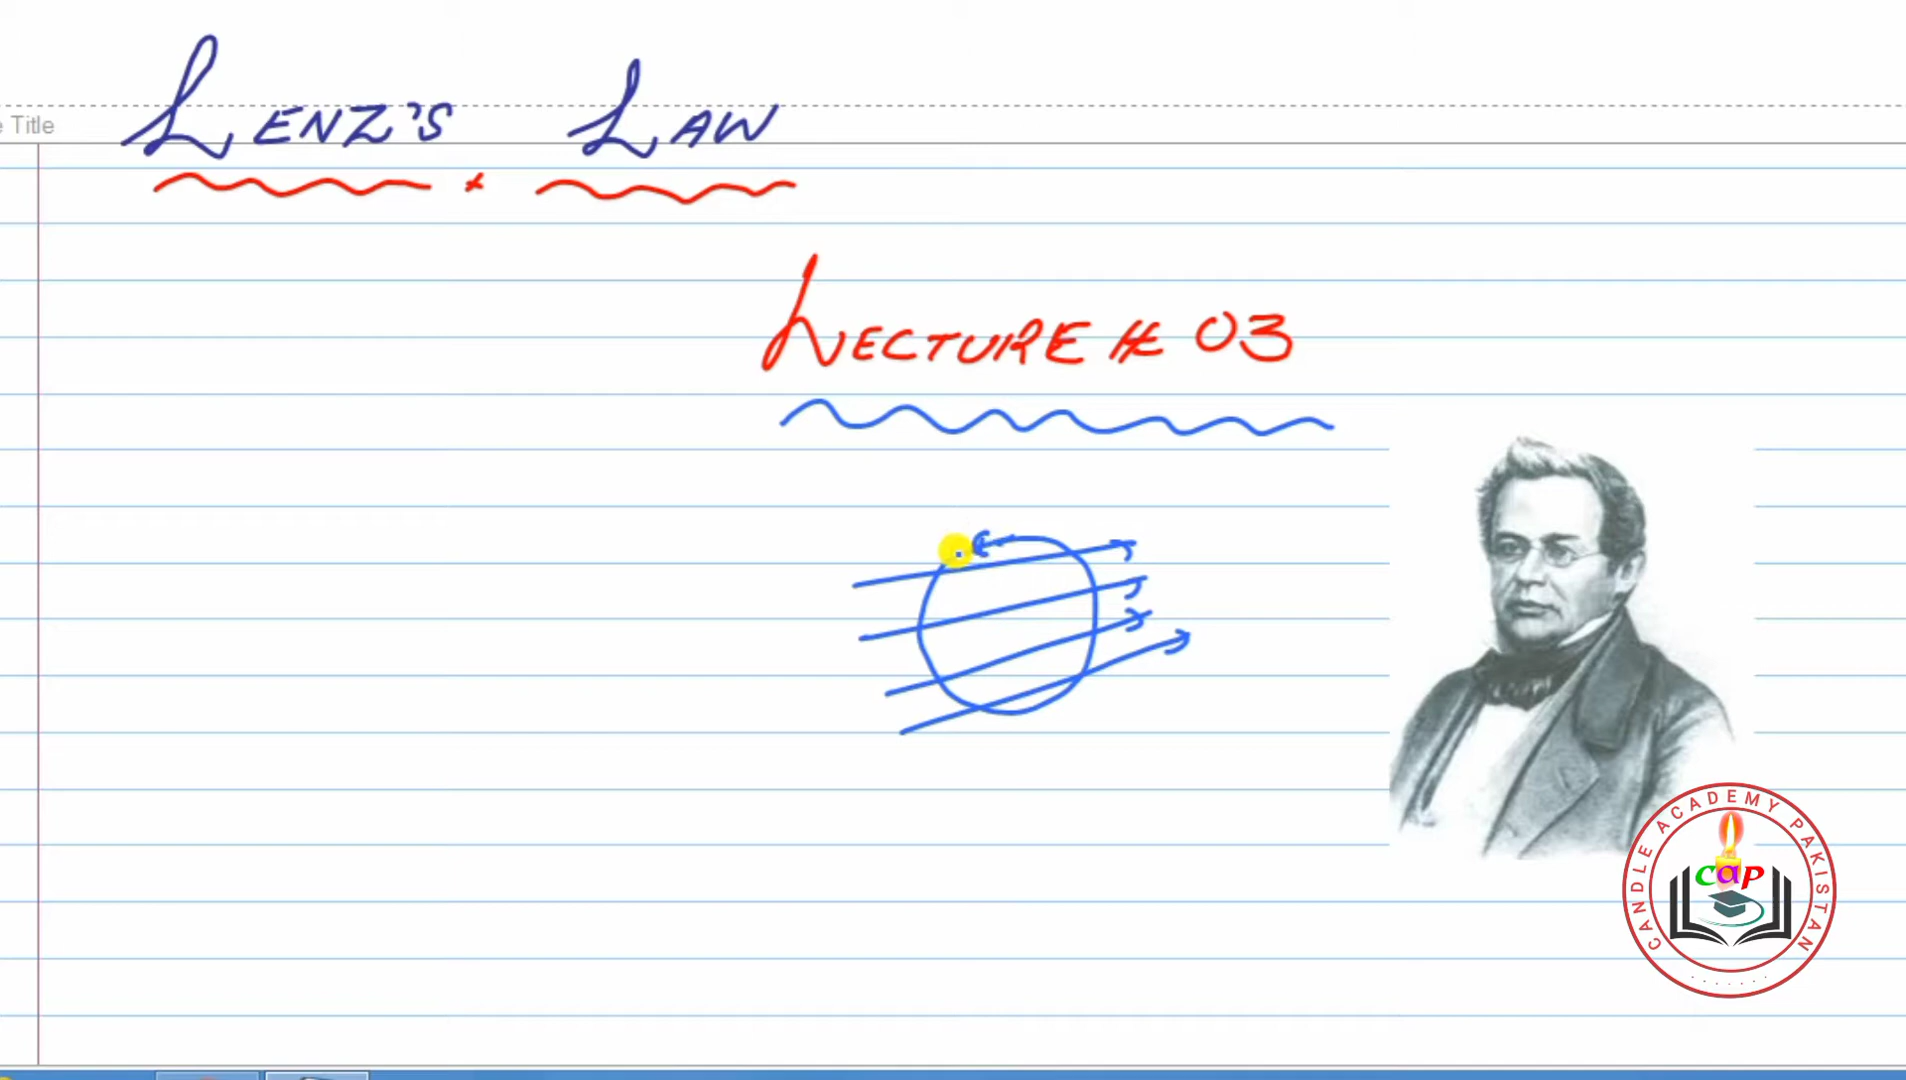 LENZ'S LAW
e Title
LECTURE # 03
CANDLE ACADEMY PAKISTAN
cap